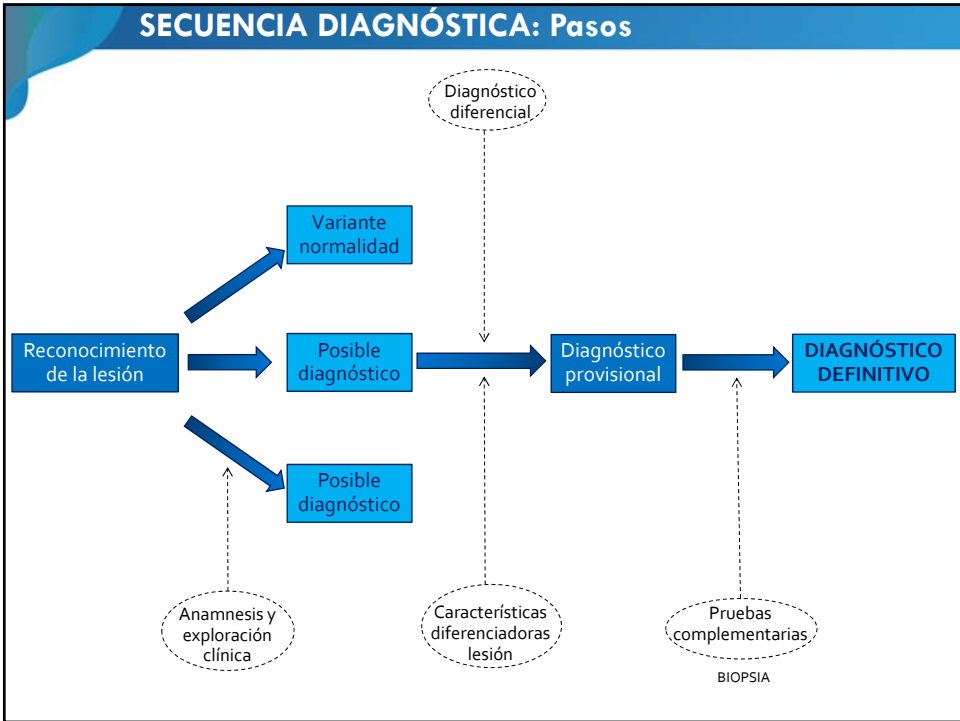 SECUENCIA DIAGNÓSTICA: Pasos
Diagnóstico
diferencial
Variante
normalidad
Reconocimiento
de la lesión
Posible
diagnóstico
Diagnóstico
provisional
DIAGNÓSTICO
DEFINITIVO
Posible
diagnóstico
Anamnesis y
exploración
clínica
Carácterísticas
diferenciadoras
lesión
Pruebas
complementarias
BIOPSIA